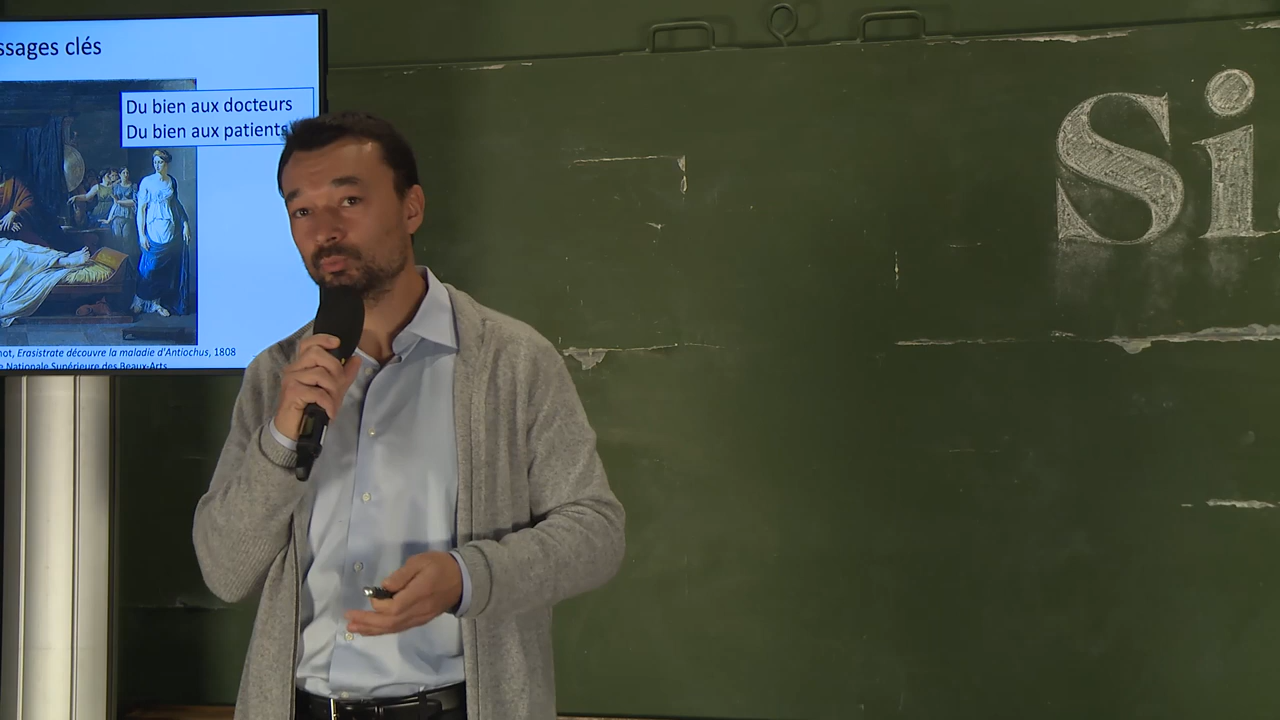 ssages clés
Du bien aux docteurs
Du bien aux patients
not, Erasistrate découvre la maladie d'Antiochus, 1808
e Nationale Supérieure des Beaux-Arts
Si